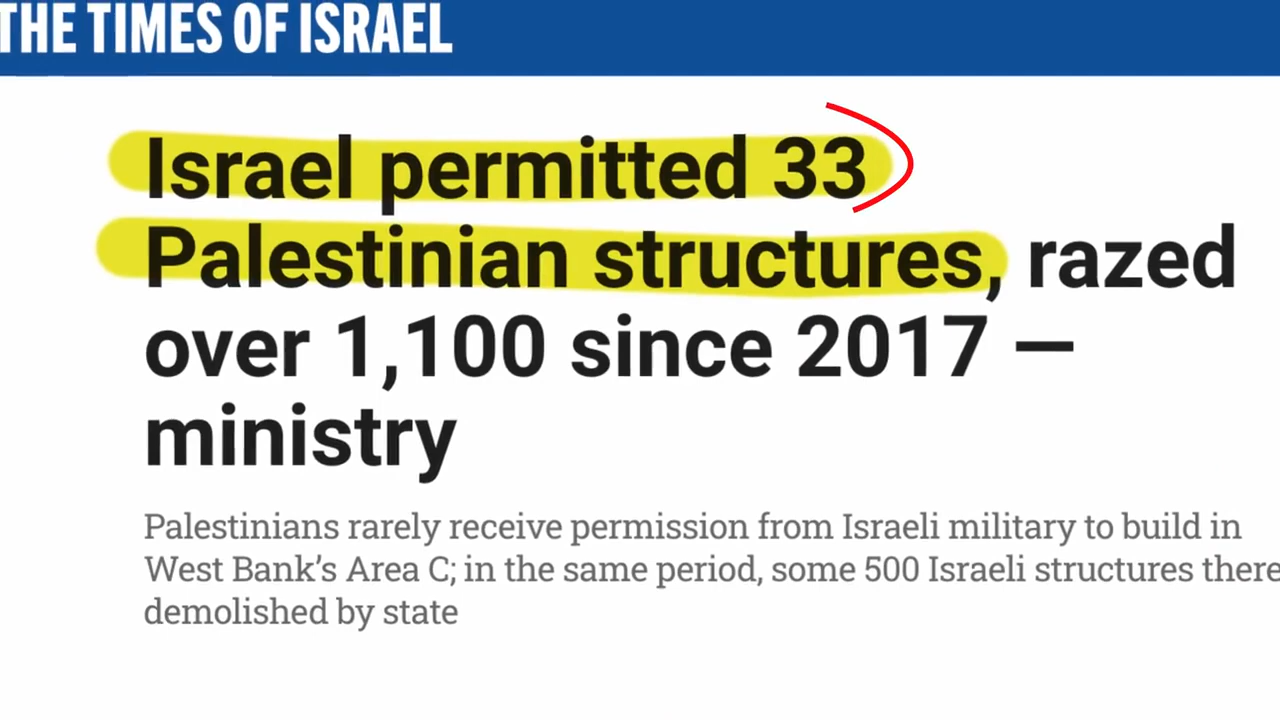 THE TIMES OF ISRAEL
Israel permitted 33
Palestinian structures, razed
over 1,100 since 2017 —
ministry
Palestinians rarely receive permission from Israeli military to build in
West Bank’s Area C; in the same period, some 500 Israeli structures there
demolished by state